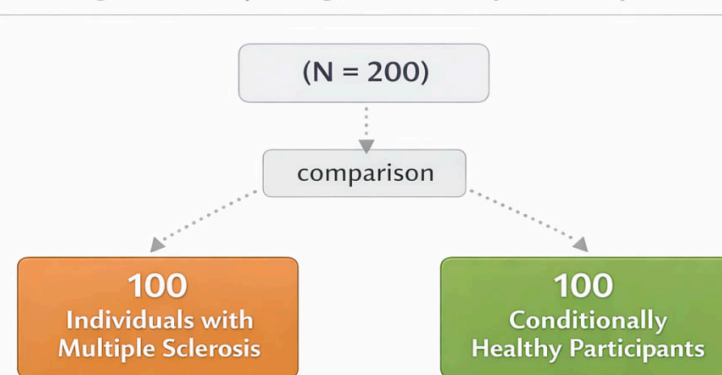 (N = 200)
comparison
100
Individuals with
Multiple Sclerosis
100
Conditionally
Healthy Participants